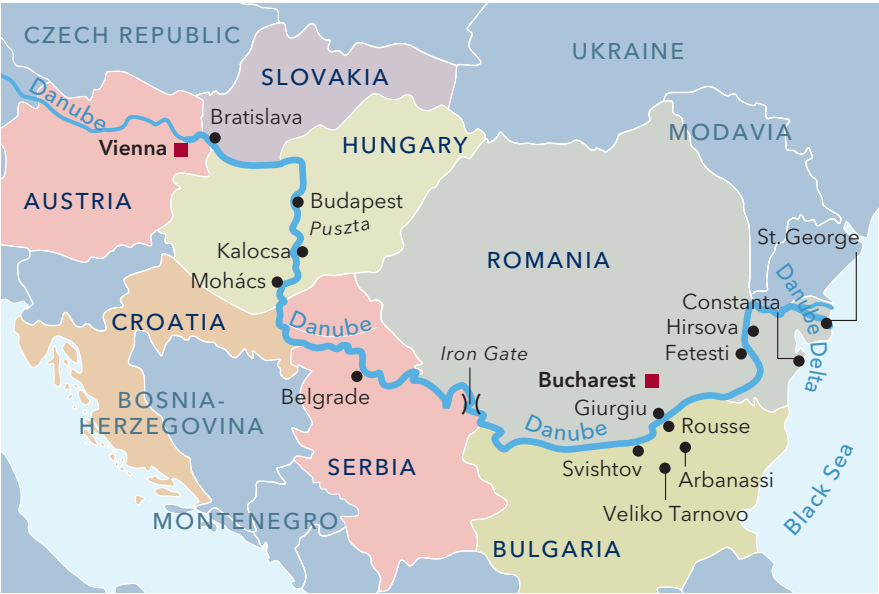 CZECH REPUBLIC
UKRAINE
SLOVAKIA
Danube
Bratislava
MODAVIA
Vienna
HUNGARY
AUSTRIA
Budapest
Puszta
St. George
Kalocsa
ROMANIA
Mohács
Danube Delta
Constanta
CROATIA
Danube
Hirsova
Iron Gate
Fetesti
Belgrade
Bucharest
BOSNIA-
HERZEGOVINA
Giurgiu
Danube
Rousse
SERBIA
Svishtov
Arbanassi
Black Sea
MONTENEGRO
Veliko Tarnovo
BULGARIA